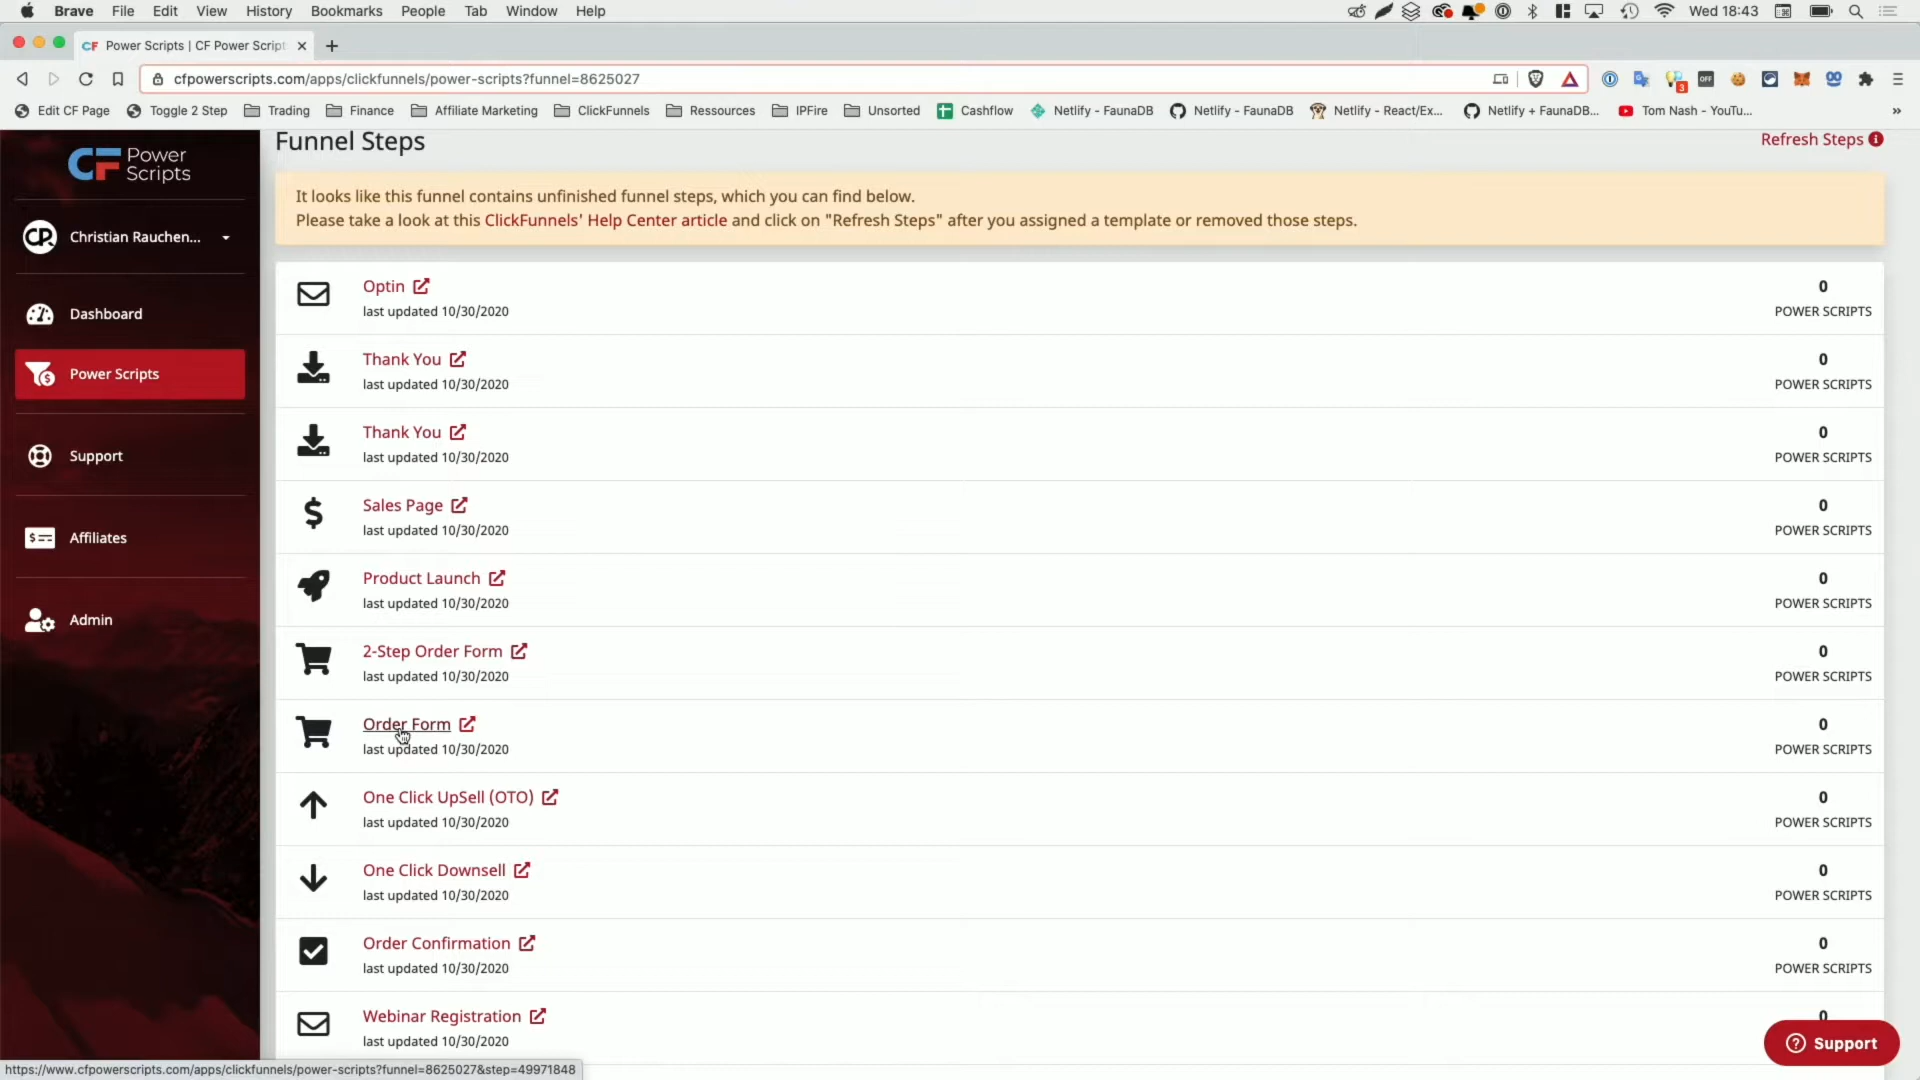 Brave File Edit View History Bookmarks People Tab Window Help Wed 18:43
CF Power Scripts | CF Power Script
cfpowerscripts.com/apps/clickfunnels/power-scripts?funnel=8625027
OFF
3
Edit CF Page Toggle 2 Step Trading Finance Affiliate Marketing ClickFunnels Ressources IPFire Unsorted Cashflow Netlify - FaunaDB Netlify - FaunaDB Netlify - React/Ex... Netlify + FaunaDB... Tom Nash - YouTu... »
CF Power Scripts
Christian Rauchen...
Dashboard
Power Scripts
Support
Affiliates
Admin
Funnel Steps
Refresh Steps
It looks like this funnel contains unfinished funnel steps, which you can find below.
Please take a look at this ClickFunnels' Help Center article and click on "Refresh Steps" after you assigned a template or removed those steps.
Optin 0
last updated 10/30/2020 POWER SCRIPTS
Thank You 0
last updated 10/30/2020 POWER SCRIPTS
Thank You 0
last updated 10/30/2020 POWER SCRIPTS
Sales Page 0
last updated 10/30/2020 POWER SCRIPTS
Product Launch 0
last updated 10/30/2020 POWER SCRIPTS
2-Step Order Form 0
last updated 10/30/2020 POWER SCRIPTS
Order Form 0
last updated 10/30/2020 POWER SCRIPTS
One Click UpSell (OTO) 0
last updated 10/30/2020 POWER SCRIPTS
One Click Downsell 0
last updated 10/30/2020 POWER SCRIPTS
Order Confirmation 0
last updated 10/30/2020 POWER SCRIPTS
Webinar Registration 0
last updated 10/30/2020
Support
https://www.cfpowerscripts.com/apps/clickfunnels/power-scripts?funnel=8625027&step=49971848